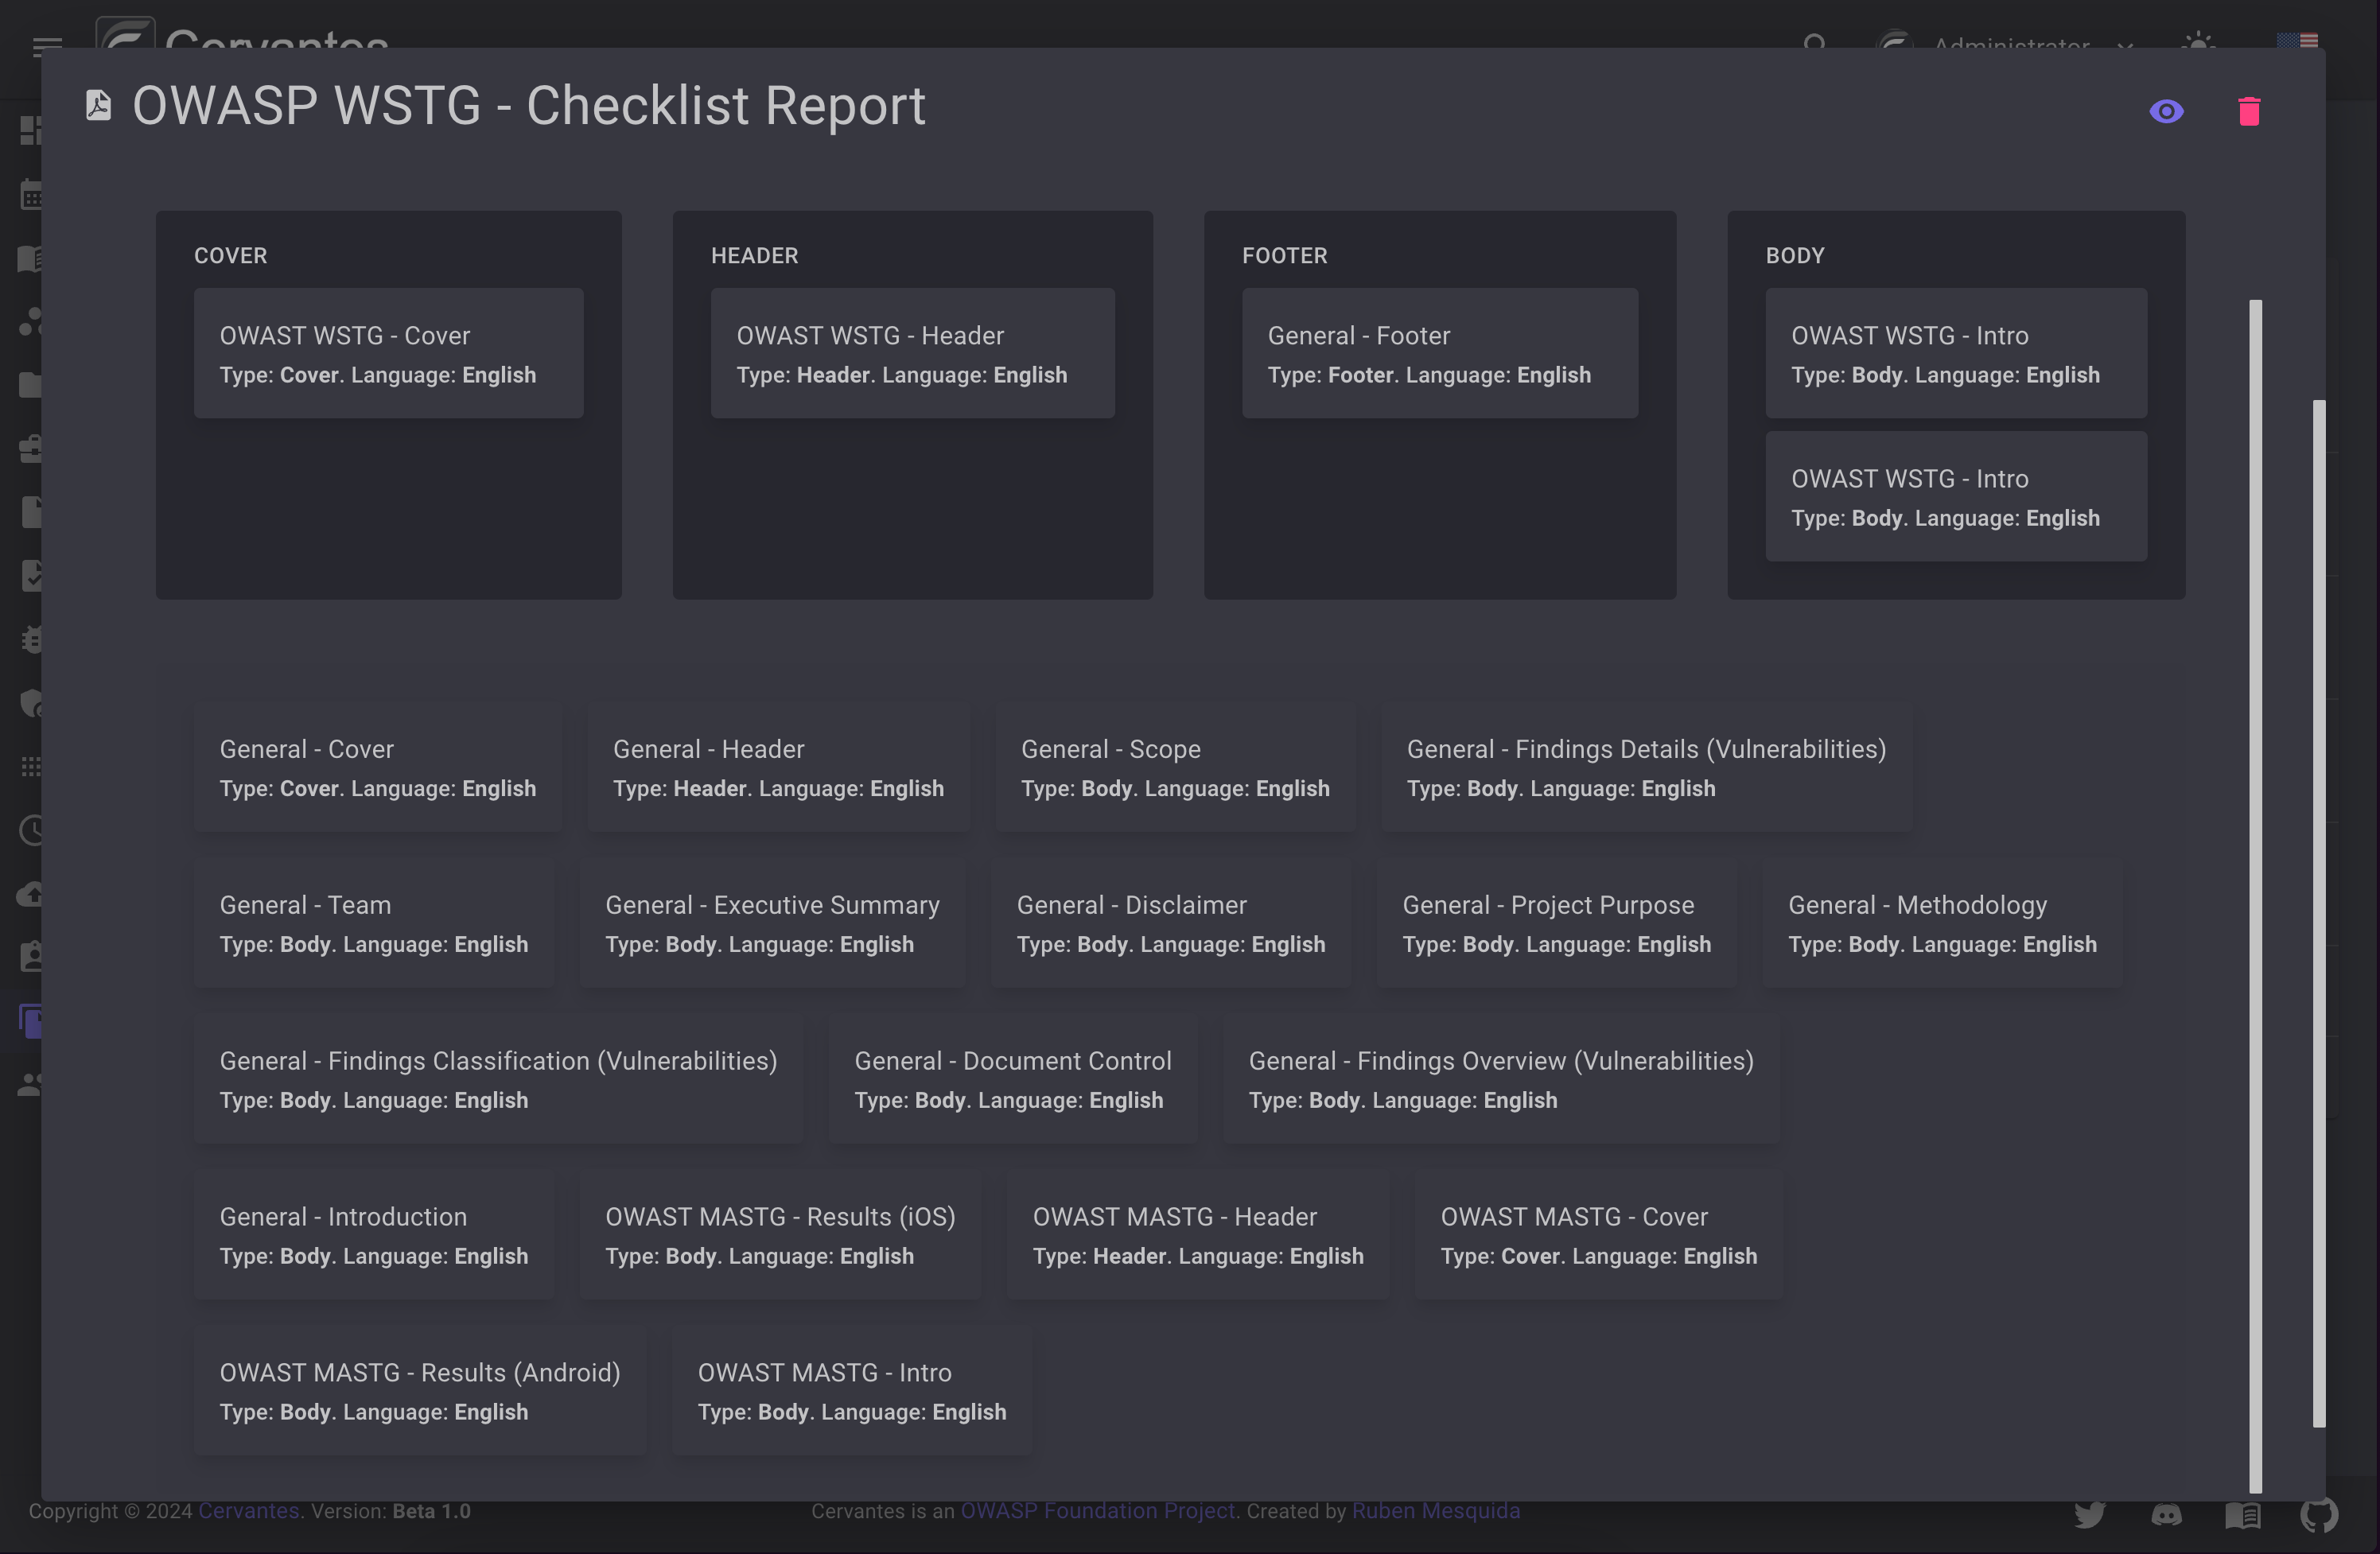 Cervantes
Administrator
OWASP WSTG - Checklist Report
COVER
OWAST WSTG - Cover
Type: Cover. Language: English
HEADER
OWAST WSTG - Header
Type: Header. Language: English
FOOTER
General - Footer
Type: Footer. Language: English
BODY
OWAST WSTG - Intro
Type: Body. Language: English
OWAST WSTG - Intro
Type: Body. Language: English
General - Cover
Type: Cover. Language: English
General - Header
Type: Header. Language: English
General - Scope
Type: Body. Language: English
General - Findings Details (Vulnerabilities)
Type: Body. Language: English
General - Team
Type: Body. Language: English
General - Executive Summary
Type: Body. Language: English
General - Disclaimer
Type: Body. Language: English
General - Project Purpose
Type: Body. Language: English
General - Methodology
Type: Body. Language: English
General - Findings Classification (Vulnerabilities)
Type: Body. Language: English
General - Document Control
Type: Body. Language: English
General - Findings Overview (Vulnerabilities)
Type: Body. Language: English
General - Introduction
Type: Body. Language: English
OWAST MASTG - Results (iOS)
Type: Body. Language: English
OWAST MASTG - Header
Type: Header. Language: English
OWAST MASTG - Cover
Type: Cover. Language: English
OWAST MASTG - Results (Android)
Type: Body. Language: English
OWAST MASTG - Intro
Type: Body. Language: English
Copyright © 2024 Cervantes. Version: Beta 1.0
Cervantes is an OWASP Foundation Project. Created by Ruben Mesquida